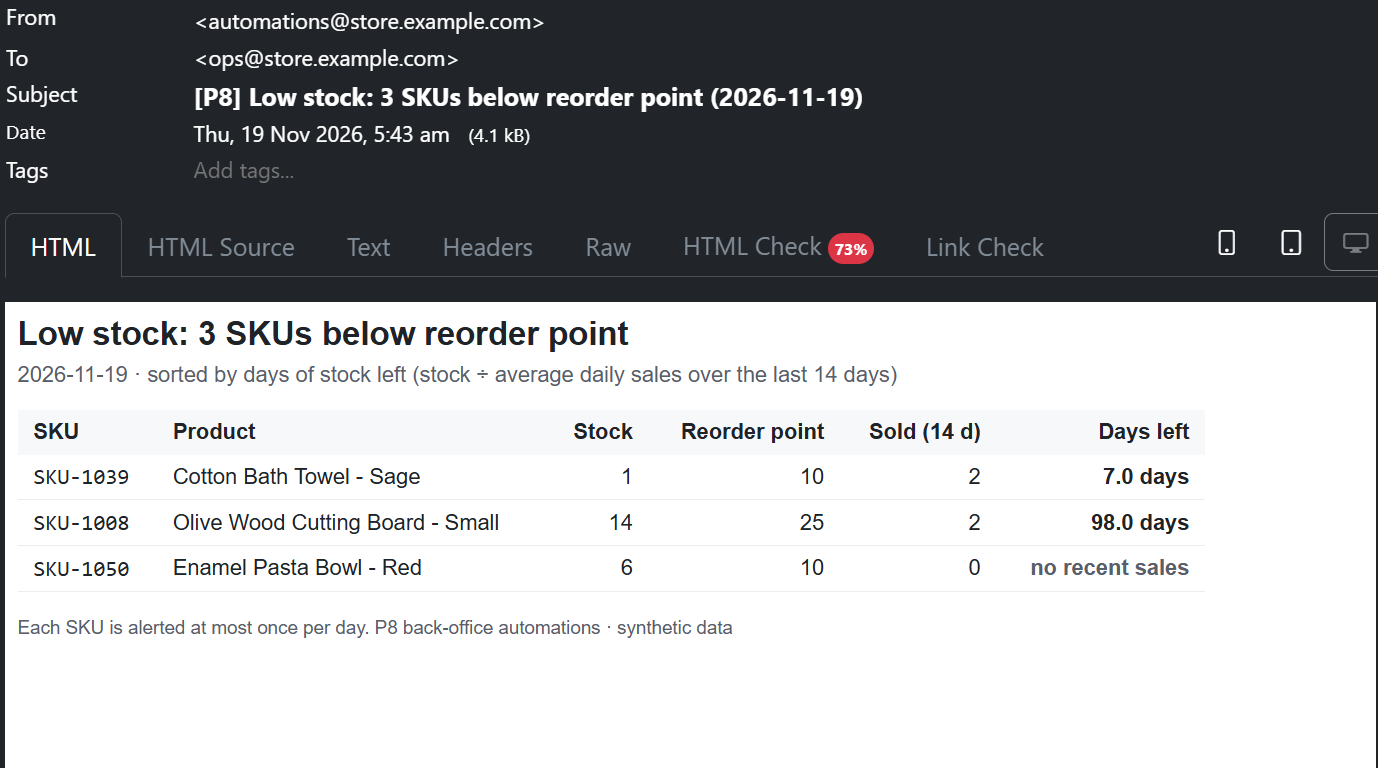 From <automations@store.example.com>
To <ops@store.example.com>
Subject [P8] Low stock: 3 SKUs below reorder point (2026-11-19)
Date Thu, 19 Nov 2026, 5:43 am (4.1 kB)
Tags Add tags...
HTML HTML Source Text Headers Raw HTML Check 73% Link Check
Low stock: 3 SKUs below reorder point
2026-11-19 · sorted by days of stock left (stock ÷ average daily sales over the last 14 days)
SKU Product Stock Reorder point Sold (14 d) Days left
SKU-1039 Cotton Bath Towel - Sage 1 10 2 7.0 days
SKU-1008 Olive Wood Cutting Board - Small 14 25 2 98.0 days
SKU-1050 Enamel Pasta Bowl - Red 6 10 0 no recent sales
Each SKU is alerted at most once per day. P8 back-office automations · synthetic data